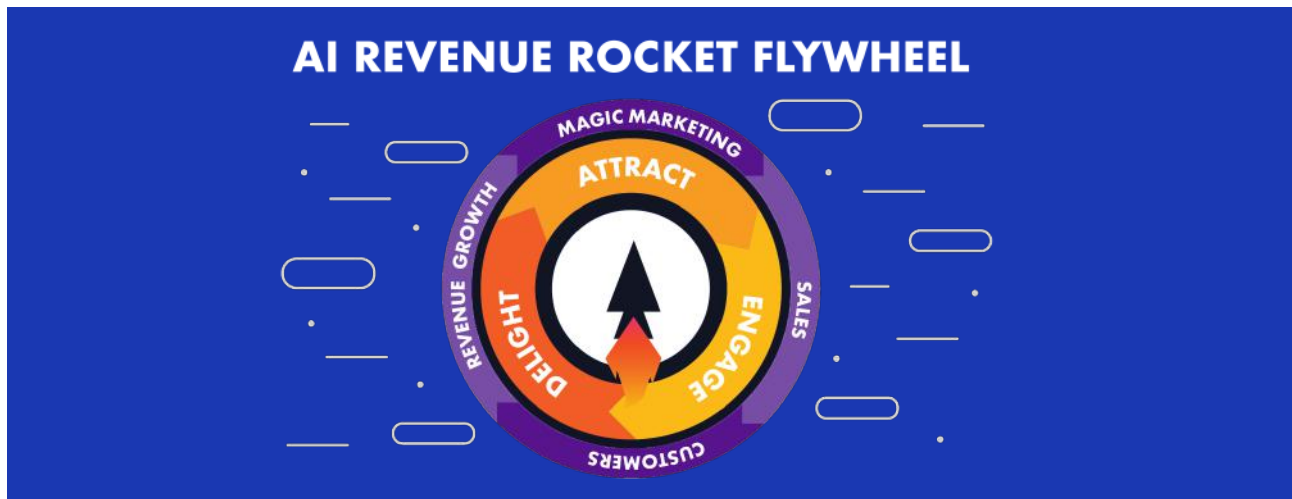 AI REVENUE ROCKET FLYWHEEL
MAGIC MARKETING
ATTRACT
REVENUE GROWTH
SALES
DELIGHT
ENGAGE
CUSTOMERS